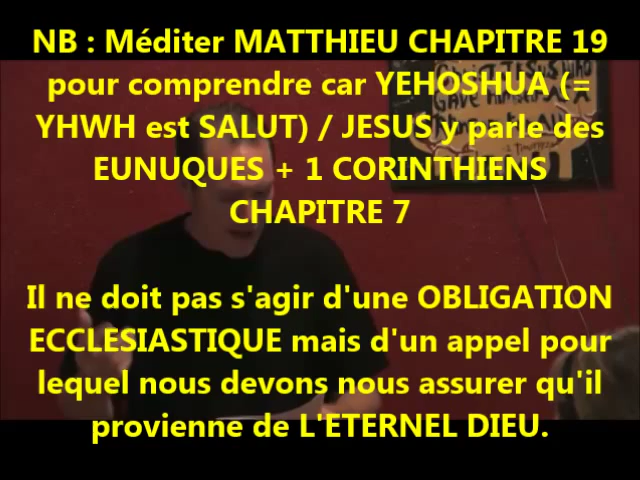 NB : Méditer MATTHIEU CHAPITRE 19
pour comprendre car YEHOSHUA (=
YHWH est SALUT) / JESUS y parle des
EUNUQUES + 1 CORINTHIENS
CHAPITRE 7
Il ne doit pas s'agir d'une OBLIGATION
ECCLESIASTIQUE mais d'un appel pour
lequel nous devons nous assurer qu'il
provienne de L'ETERNEL DIEU.